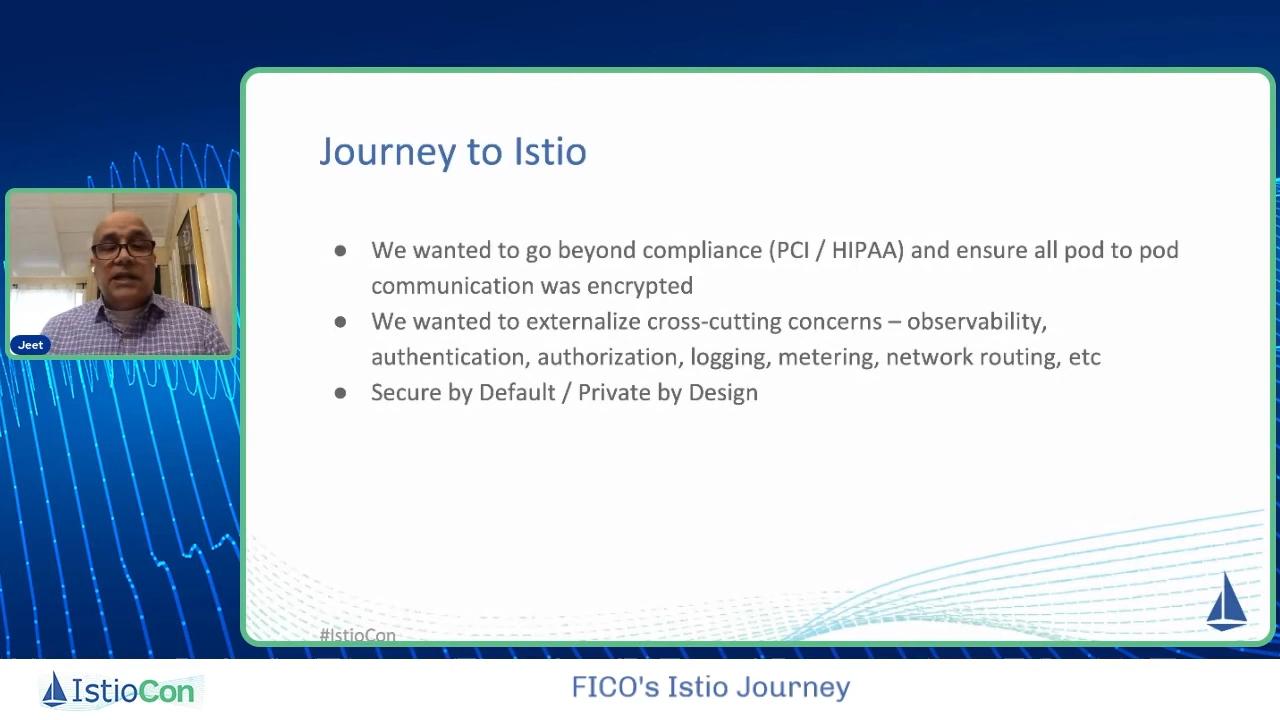 Journey to Istio
● We wanted to go beyond compliance (PCI / HIPAA) and ensure all pod to pod
communication was encrypted
● We wanted to externalize cross-cutting concerns – observability,
authentication, authorization, logging, metering, network routing, etc
● Secure by Default / Private by Design
Jeet
#IstioCon
IstioCon
FICO's Istio Journey